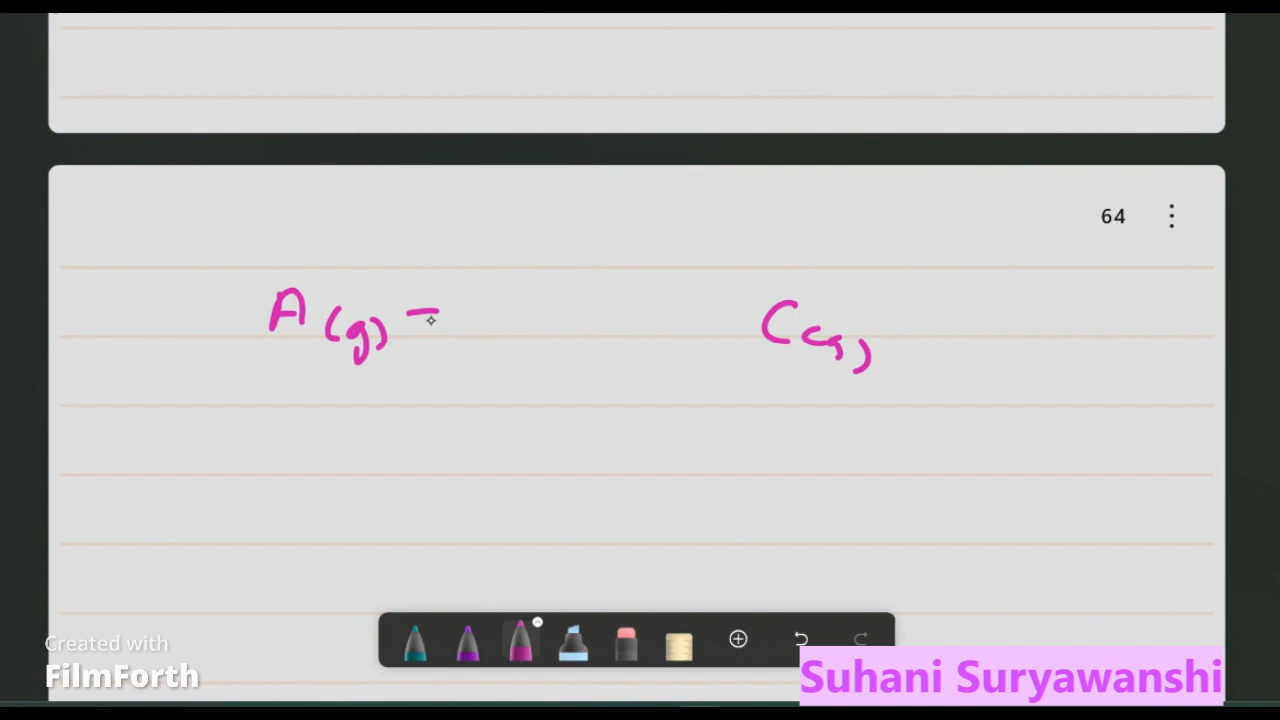 64
A(g) =
C(g)
Created with
FilmForth
Suhani Suryawanshi